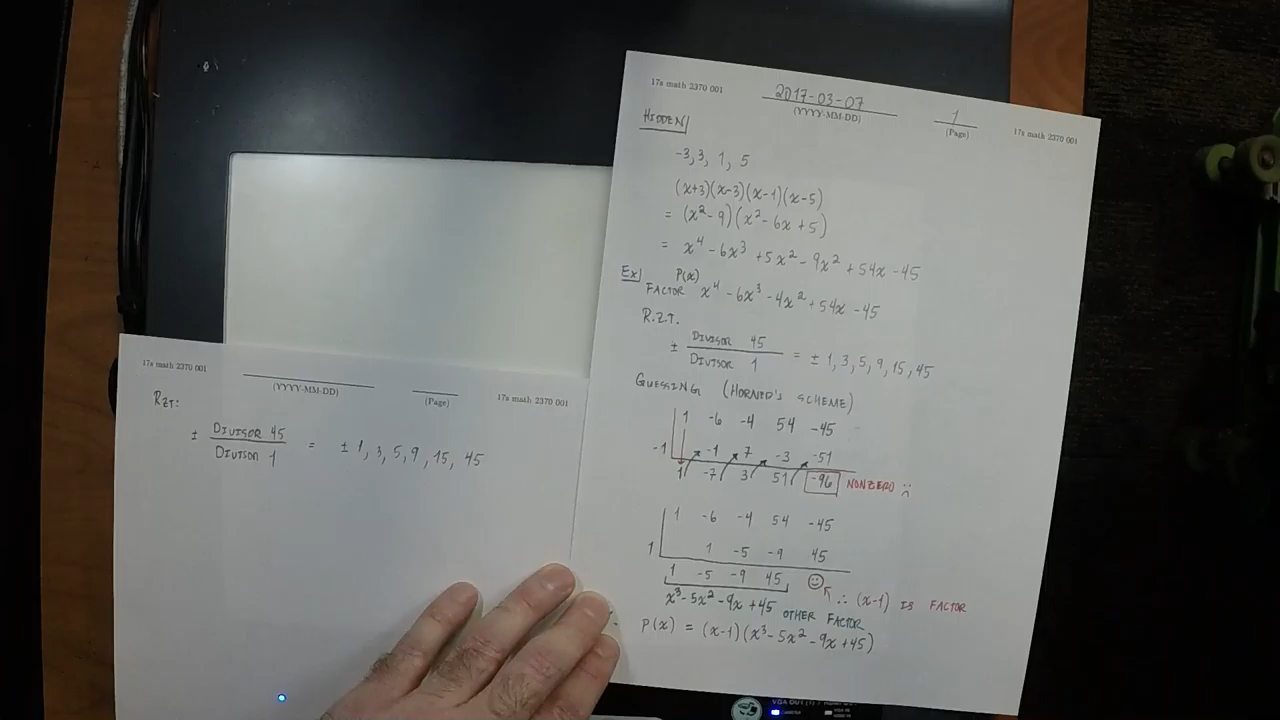 17s math 2370 001
2017-03-07
(YYYY-MM-DD)
1
(Page)
17s math 2370 001
HIDDEN
-3, 3, 1, 5
(x+3)(x-3)(x-1)(x-5)
= (x²-9)(x²-6x+5)
= x⁴ -6x³ +5x² -9x² +54x -45
Ex P(x)
FACTOR x⁴ -6x³ -4x² +54x -45
R.Z.T.
± DIVISOR 45 / DIVISOR 1 = ± 1, 3, 5, 9, 15, 45
GUESSING (HORNED'S SCHEME)
1 -6 -4 54 -45
-1 -1 7 -3 -51
1 -7 3 51 -96 NONZERO :(
1 -6 -4 54 -45
1 1 -5 -9 45
1 -5 -9 45 ☺ ∴ (x-1) IS FACTOR
x³-5x²-9x+45 OTHER FACTOR
P(x) = (x-1)(x³-5x²-9x+45)
17s math 2370 001
(YYYY-MM-DD)
(Page)
17s math 2370 001
RZT:
± DIVISOR 45 / DIVISOR 1 = ± 1, 3, 5, 9, 15, 45